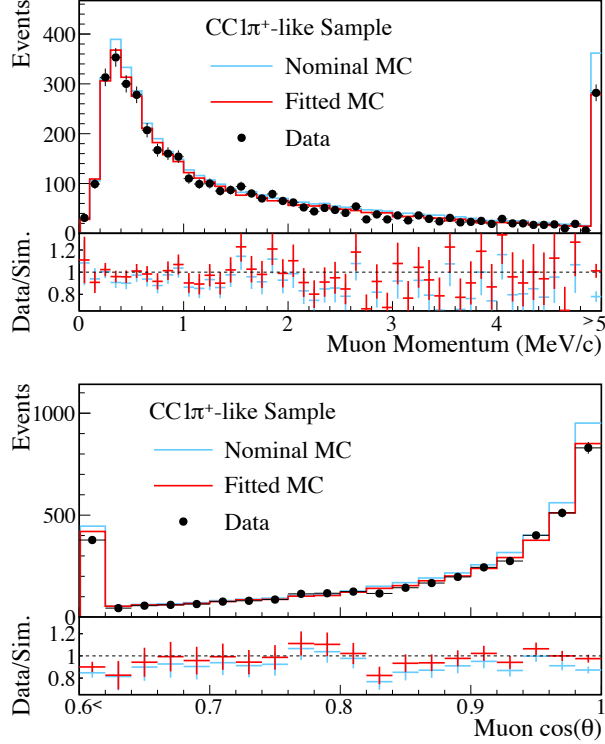 Events
CC1π⁺-like Sample
Nominal MC
Fitted MC
Data
400
300
200
100
0
Data/Sim.
1.2
1
0.8
0 1 2 3 4 >5
Muon Momentum (MeV/c)
Events
CC1π⁺-like Sample
Nominal MC
Fitted MC
Data
1000
500
0
Data/Sim.
1.2
1
0.8
0.6< 0.7 0.8 0.9 1
Muon cos(θ)